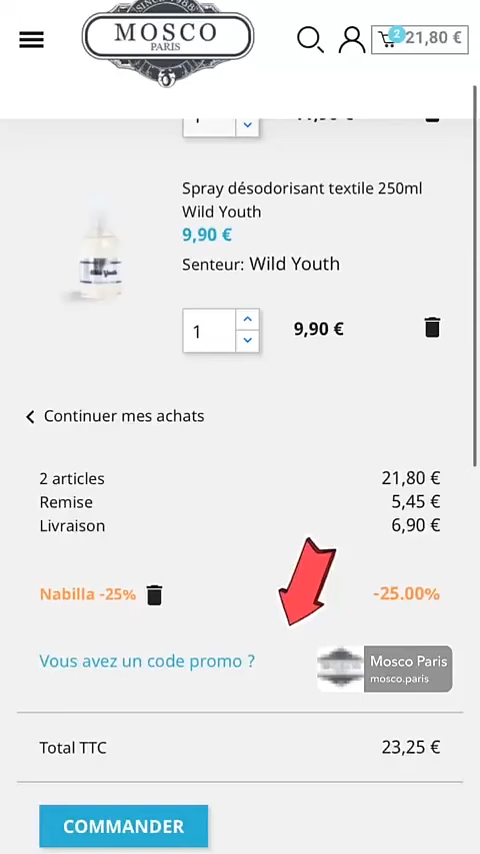 SINCE 1988
MOSCO
PARIS
2
21,80 €
Spray désodorisant textile 250ml
Wild Youth
9,90 €
Senteur: Wild Youth
1
9,90 €
Continuer mes achats
2 articles
21,80 €
Remise
5,45 €
Livraison
6,90 €
Nabilla -25%
-25.00%
Vous avez un code promo ?
Mosco Paris
mosco.paris
Total TTC
23,25 €
COMMANDER